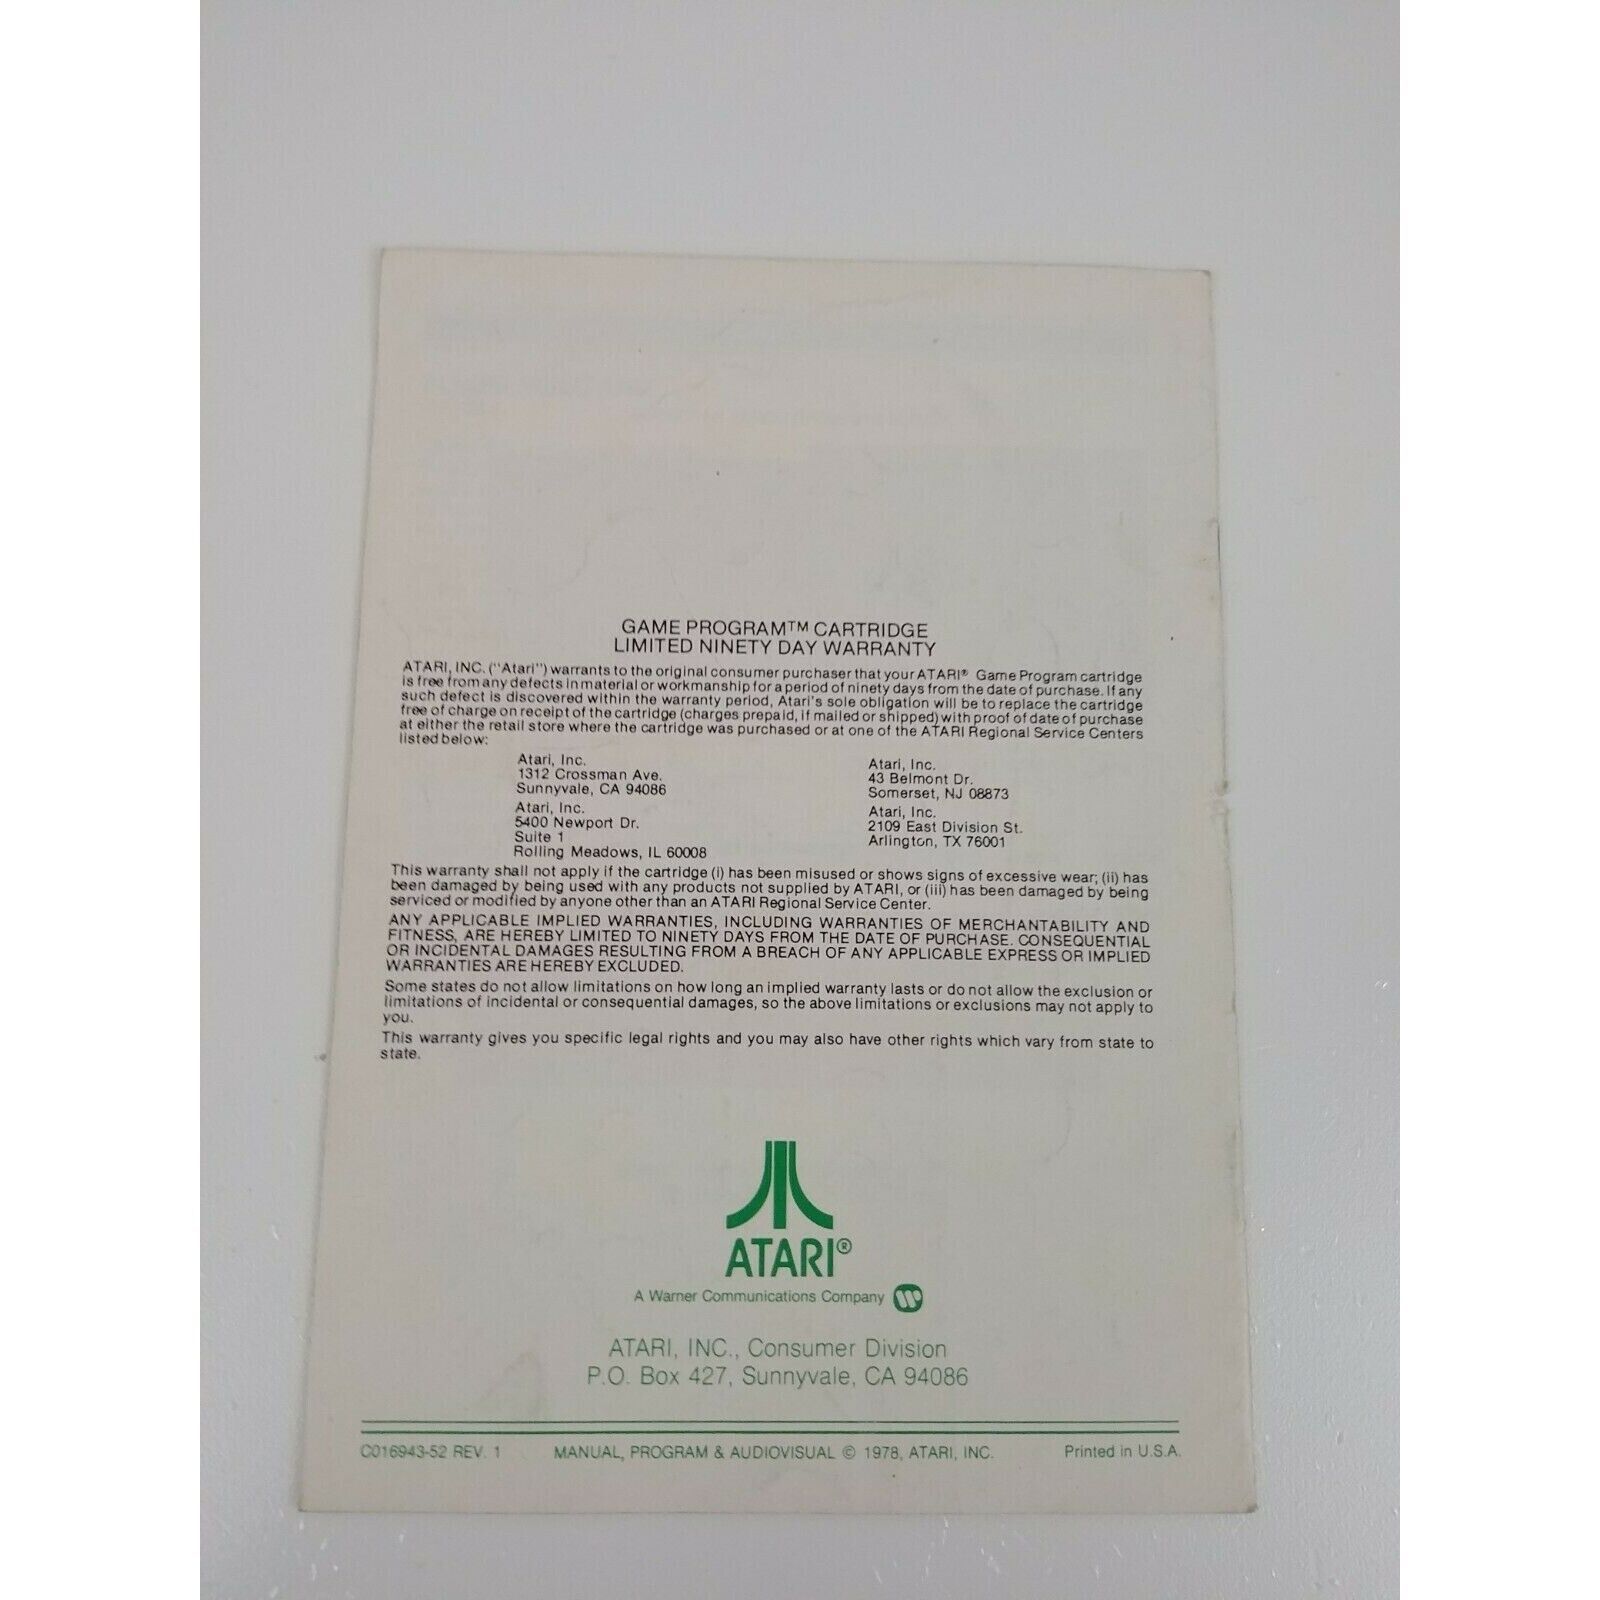 GAME PROGRAM™ CARTRIDGE
LIMITED NINETY DAY WARRANTY
ATARI, INC. ("Atari") warrants to the original consumer purchaser that your ATARI® Game Program cartridge
is free from any defects in material or workmanship for a period of ninety days from the date of purchase. If any
such defect is discovered within the warranty period, Atari's sole obligation will be to replace the cartridge
free of charge on receipt of the cartridge (charges prepaid, if mailed or shipped) with proof of date of purchase
at either the retail store where the cartridge was purchased or at one of the ATARI Regional Service Centers
listed below:
Atari, Inc.
1312 Crossman Ave.
Sunnyvale, CA 94086
Atari, Inc.
5400 Newport Dr.
Suite 1
Rolling Meadows, IL 60008
Atari, Inc.
43 Belmont Dr.
Somerset, NJ 08873
Atari, Inc.
2109 East Division St.
Arlington, TX 76001
This warranty shall not apply if the cartridge (i) has been misused or shows signs of excessive wear; (ii) has
been damaged by being used with any products not supplied by ATARI, or (iii) has been damaged by being
serviced or modified by anyone other than an ATARI Regional Service Center.
ANY APPLICABLE IMPLIED WARRANTIES, INCLUDING WARRANTIES OF MERCHANTABILITY AND
FITNESS, ARE HEREBY LIMITED TO NINETY DAYS FROM THE DATE OF PURCHASE. CONSEQUENTIAL
OR INCIDENTAL DAMAGES RESULTING FROM A BREACH OF ANY APPLICABLE EXPRESS OR IMPLIED
WARRANTIES ARE HEREBY EXCLUDED.
Some states do not allow limitations on how long an implied warranty lasts or do not allow the exclusion or
limitations of incidental or consequential damages, so the above limitations or exclusions may not apply to
you.
This warranty gives you specific legal rights and you may also have other rights which vary from state to
state.
ATARI®
A Warner Communications Company
ATARI, INC., Consumer Division
P.O. Box 427, Sunnyvale, CA 94086
C016943-52 REV. 1 MANUAL, PROGRAM & AUDIOVISUAL © 1978, ATARI, INC. Printed in U.S.A.